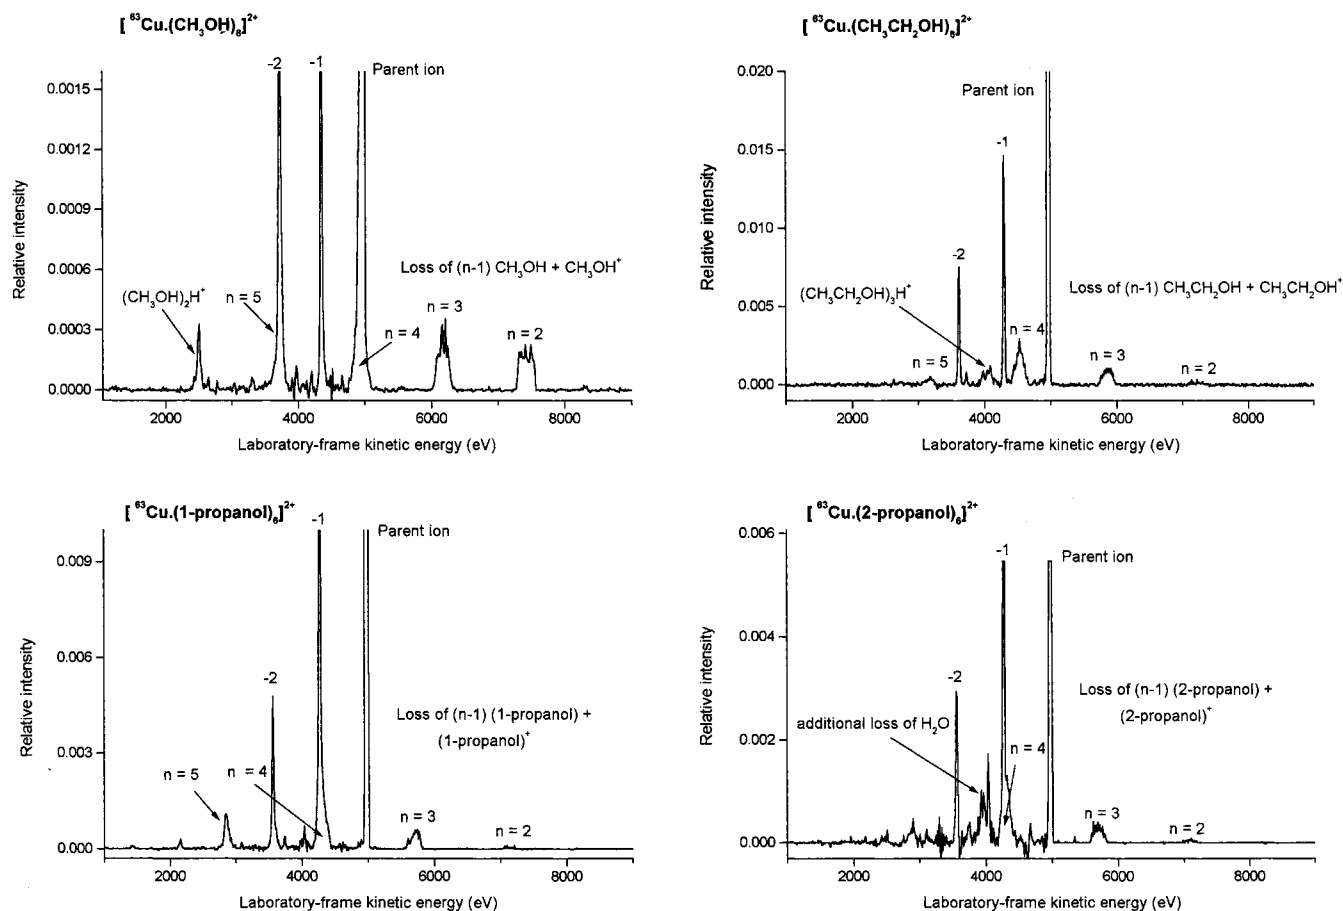 [ ⁶³Cu.(CH₃OH)₆]²⁺
-2
-1
Parent ion
0.0015
0.0012
0.0009
0.0006
0.0003
0.0000
Relative intensity
Loss of (n-1) CH₃OH + CH₃OH⁺
(CH₃OH)₂H⁺
n = 5
n = 4
n = 3
n = 2
2000
4000
6000
8000
Laboratory-frame kinetic energy (eV)
[ ⁶³Cu.(CH₃CH₂OH)₆]²⁺
0.020
0.015
0.010
0.005
0.000
Relative intensity
Parent ion
-1
-2
(CH₃CH₂OH)₃H⁺
Loss of (n-1) CH₃CH₂OH + CH₃CH₂OH⁺
n = 5
n = 4
n = 3
n = 2
2000
4000
6000
8000
Laboratory-frame kinetic energy (eV)
[ ⁶³Cu.(1-propanol)₆]²⁺
-1
Parent ion
0.009
0.006
0.003
0.000
Relative intensity
-2
Loss of (n-1) (1-propanol) +
(1-propanol)⁺
n = 5
n = 4
n = 3
n = 2
2000
4000
6000
8000
Laboratory-frame kinetic energy (eV)
[ ⁶³Cu.(2-propanol)₆]²⁺
0.006
0.004
0.002
0.000
Relative intensity
-1
Parent ion
-2
Loss of (n-1) (2-propanol) +
(2-propanol)⁺
additional loss of H₂O
n = 4
n = 3
n = 2
2000
4000
6000
8000
Laboratory-frame kinetic energy (eV)